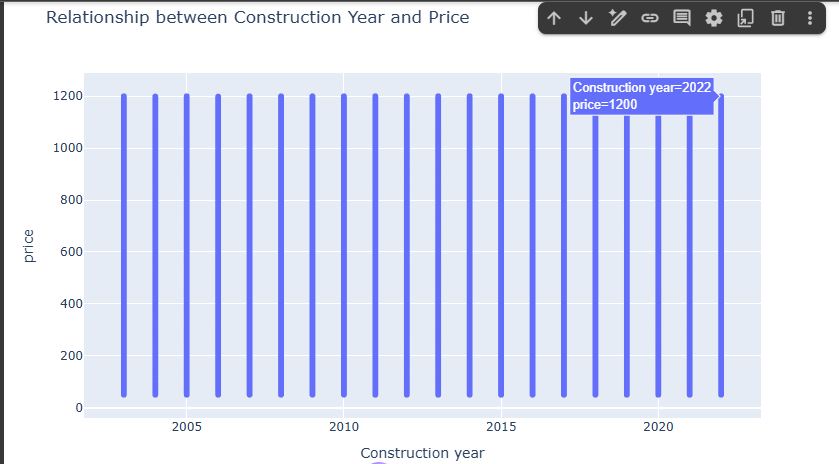 Relationship between Construction Year and Price
Construction year=2022
price=1200
1200
1000
800
600
400
200
0
price
2005
2010
2015
2020
Construction year